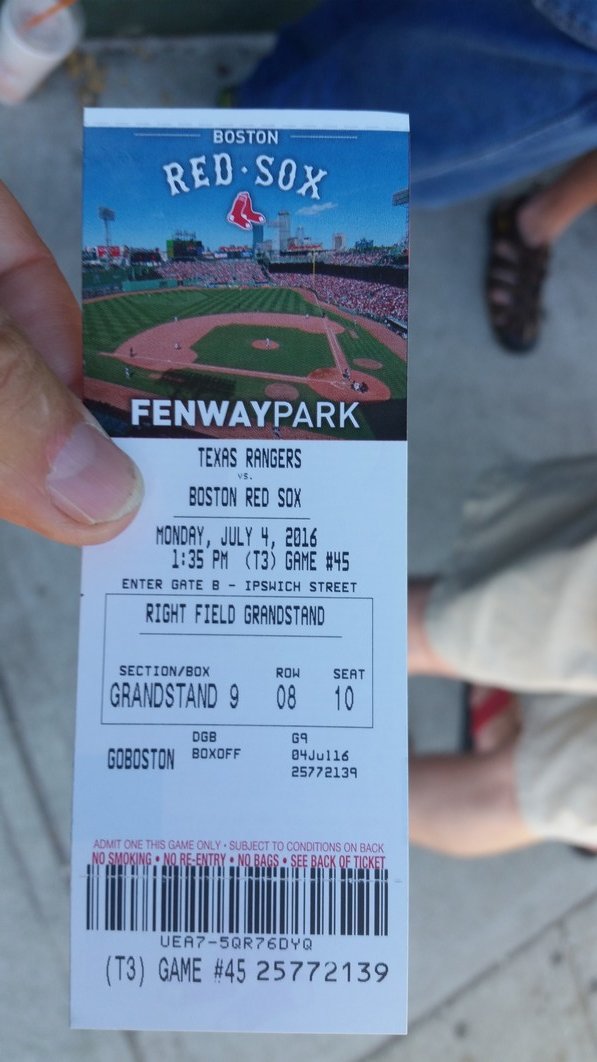 BOSTON
RED·SOX
FENWAYPARK
TEXAS RANGERS
vs.
BOSTON RED SOX
MONDAY, JULY 4, 2016
1:35 PM (T3) GAME #45
ENTER GATE B - IPSWICH STREET
RIGHT FIELD GRANDSTAND
SECTION/BOX ROW SEAT
GRANDSTAND 9 08 10
DGB G9
GOBOSTON BOXOFF 04Jul16
25772139
ADMIT ONE THIS GAME ONLY • SUBJECT TO CONDITIONS ON BACK
NO SMOKING • NO RE-ENTRY • NO BAGS • SEE BACK OF TICKET
UEA7-5QR76DYQ
(T3) GAME #45 25772139